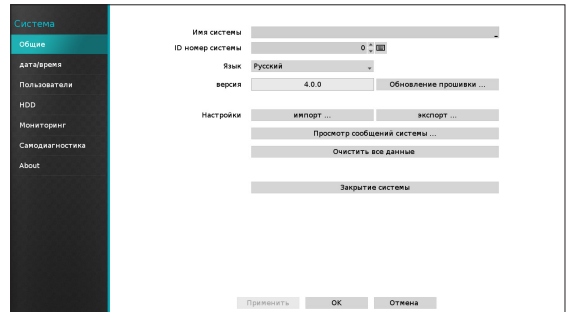 Система
Общие
дата/время
Пользователи
HDD
Мониторинг
Самодиагностика
About
Имя системы
ID номер системы 0
Язык Русский
версия 4.0.0 Обновление прошивки ...
Настройки импорт ... экспорт ...
Просмотр сообщений системы ...
Очистить все данные
Закрытие системы
Применить OK Отмена